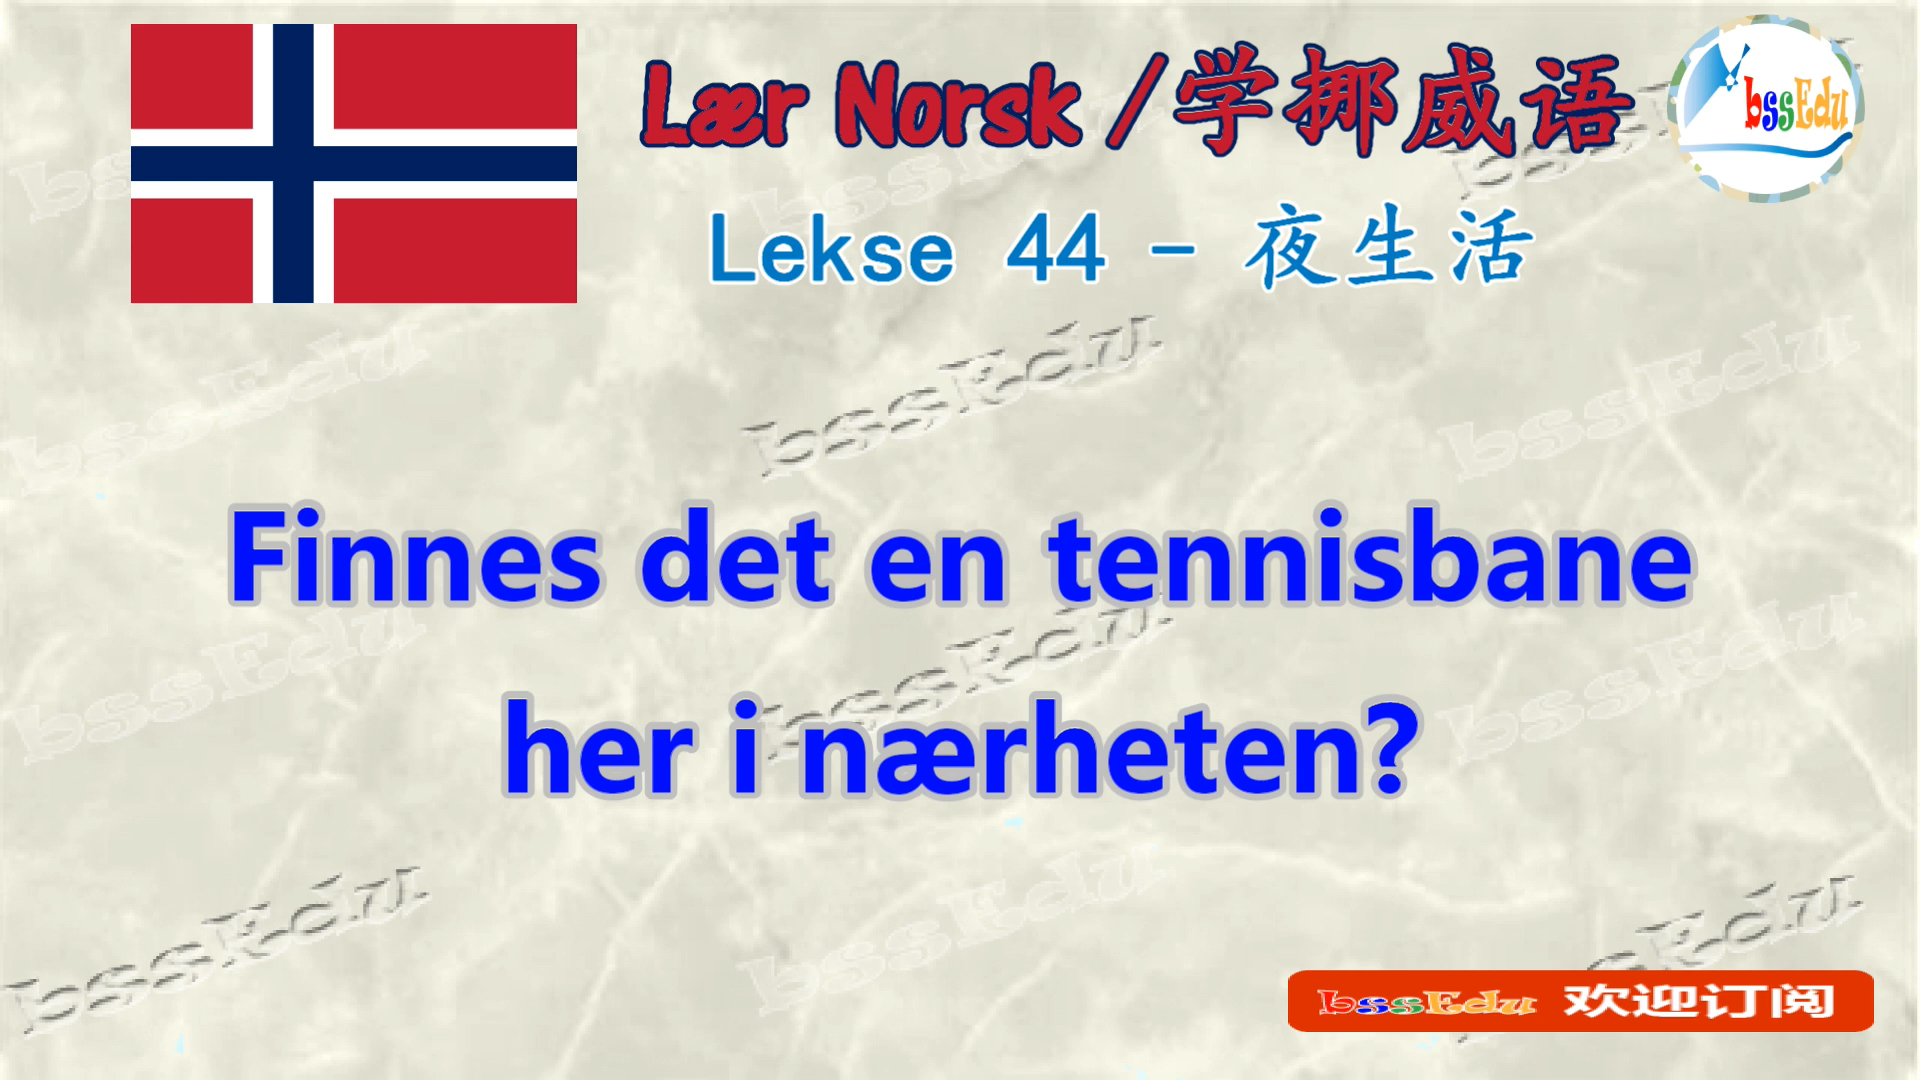 Lær Norsk /学挪威语
bssEdu
Lekse 44 - 夜生活
Finnes det en tennisbane
her i nærheten?
bssEdu 欢迎订阅